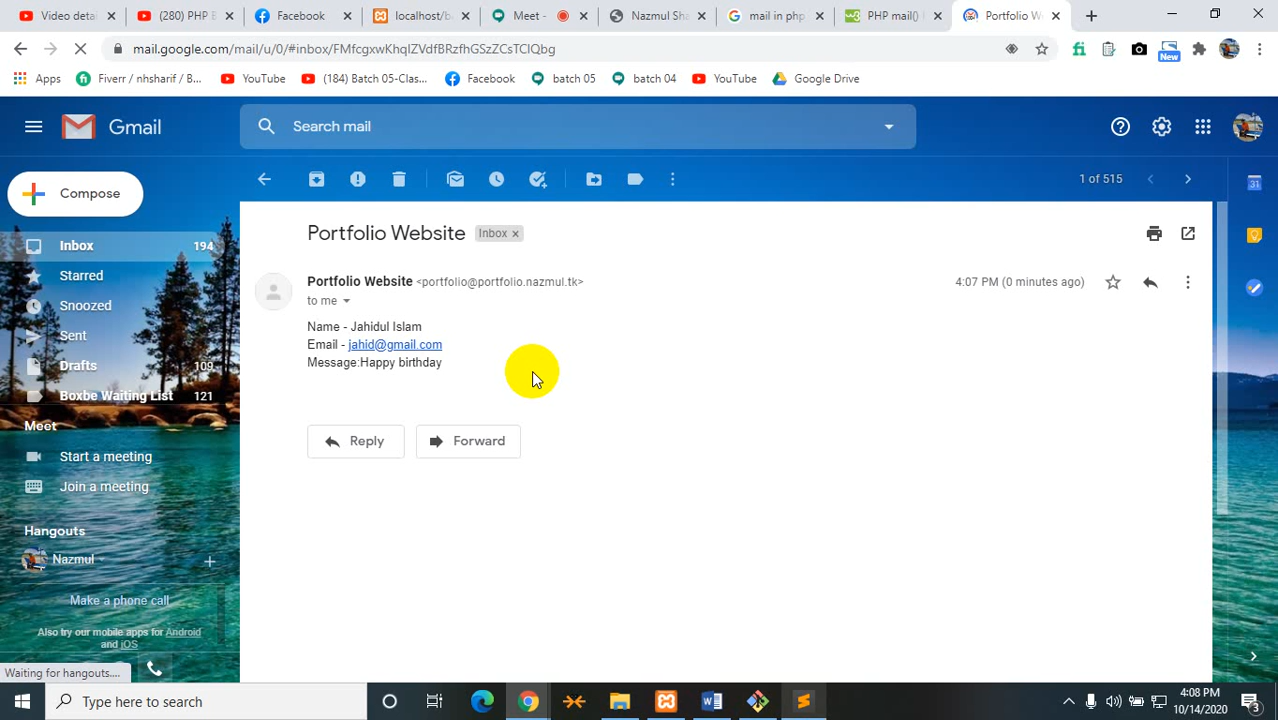 Video detai
(280) PHP B
Facebook
localhost/be
Meet -
Nazmul Sha
mail in php
PHP mail()
Portfolio W
mail.google.com/mail/u/0/#inbox/FMfcgxwKhqlZVdfBRzfhGSzZCsTClQbg
New
Apps
Fiverr / nhsharif / B...
YouTube
(184) Batch 05-Clas...
Facebook
batch 05
batch 04
YouTube
Google Drive
Gmail
Search mail
Compose
1 of 515
31
Inbox 194
Starred
Snoozed
Sent
Drafts 109
Boxbe Waiting List 121
Meet
Start a meeting
Join a meeting
Hangouts
Nazmul
Make a phone call
Also try our mobile apps for Android
and iOS
Waiting for hangouts....
Portfolio Website Inbox x
Portfolio Website <portfolio@portfolio.nazmul.tk>
4:07 PM (0 minutes ago)
to me
Name - Jahidul Islam
Email - jahid@gmail.com
Message:Happy birthday
Reply
Forward
Type here to search
4:08 PM
10/14/2020
3